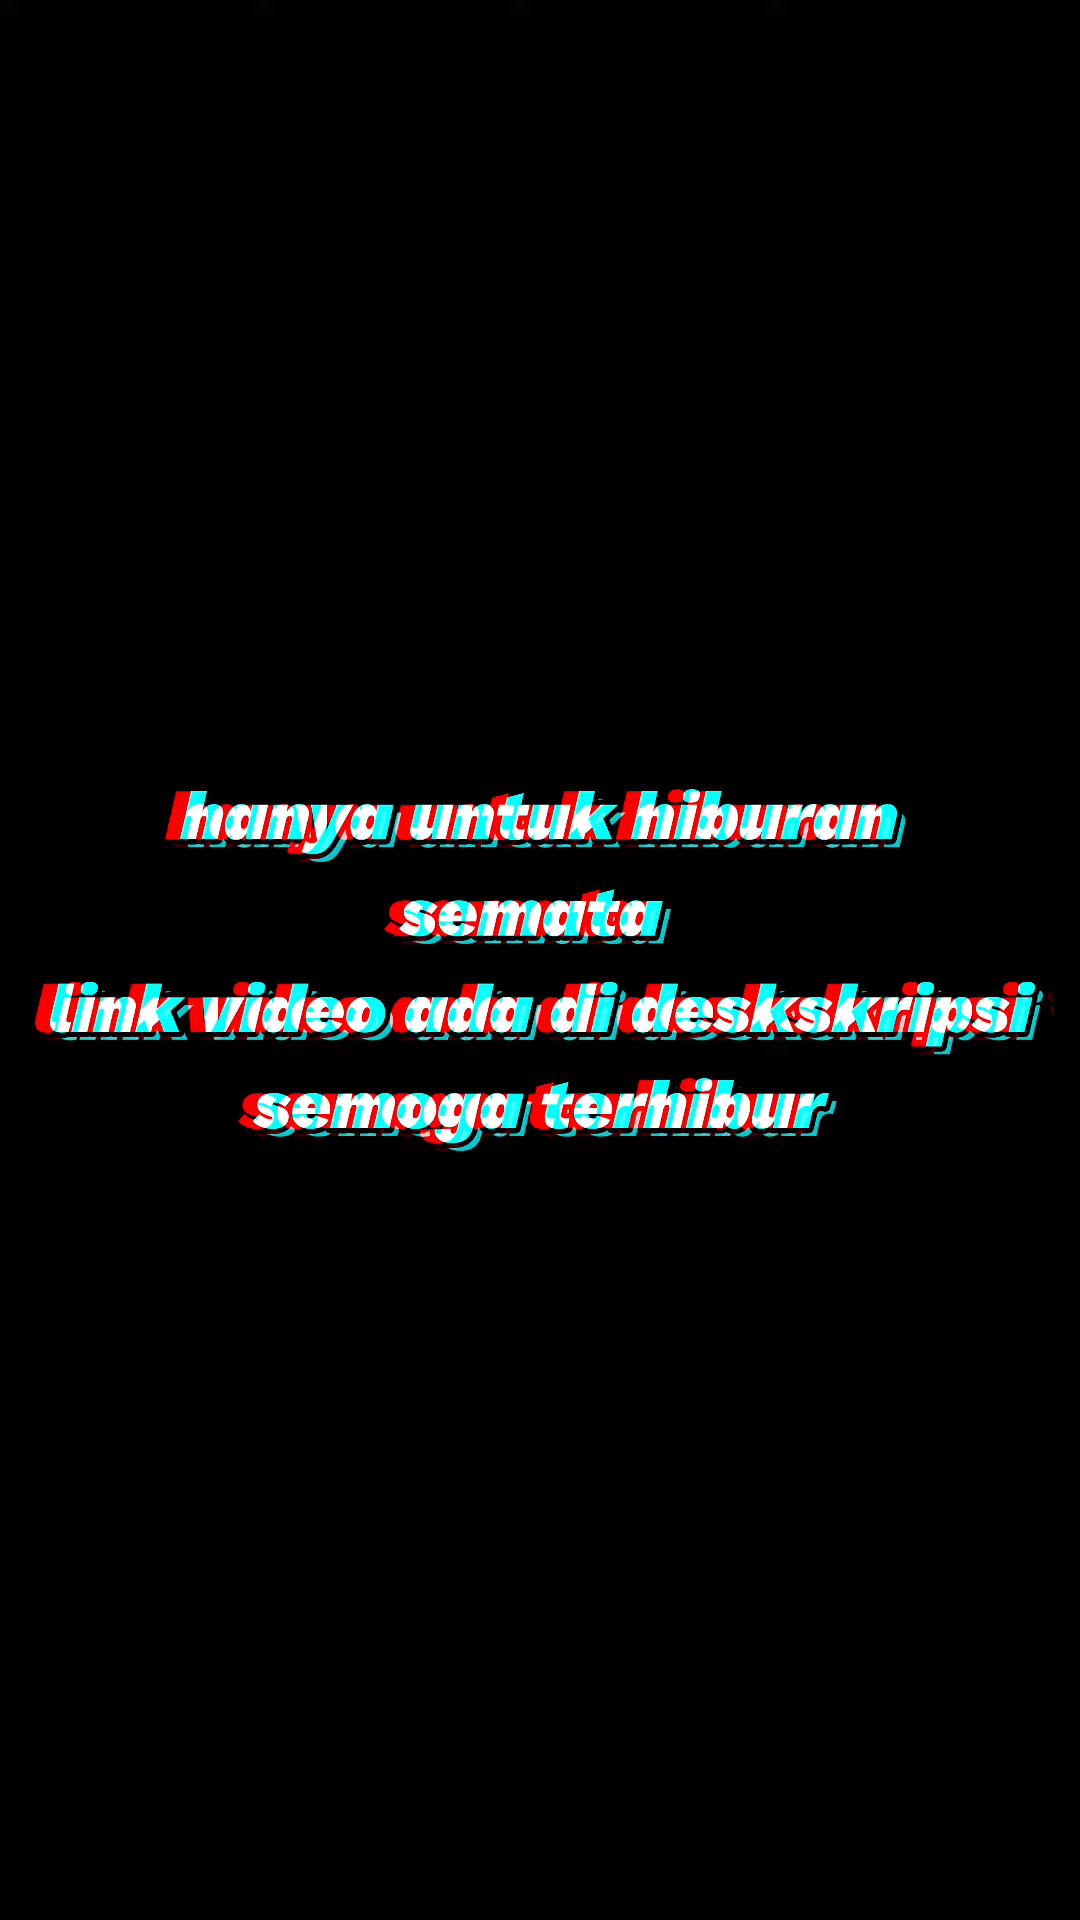 hanya untuk hiburan
semata
link video ada di deskskripsi
semoga terhibur